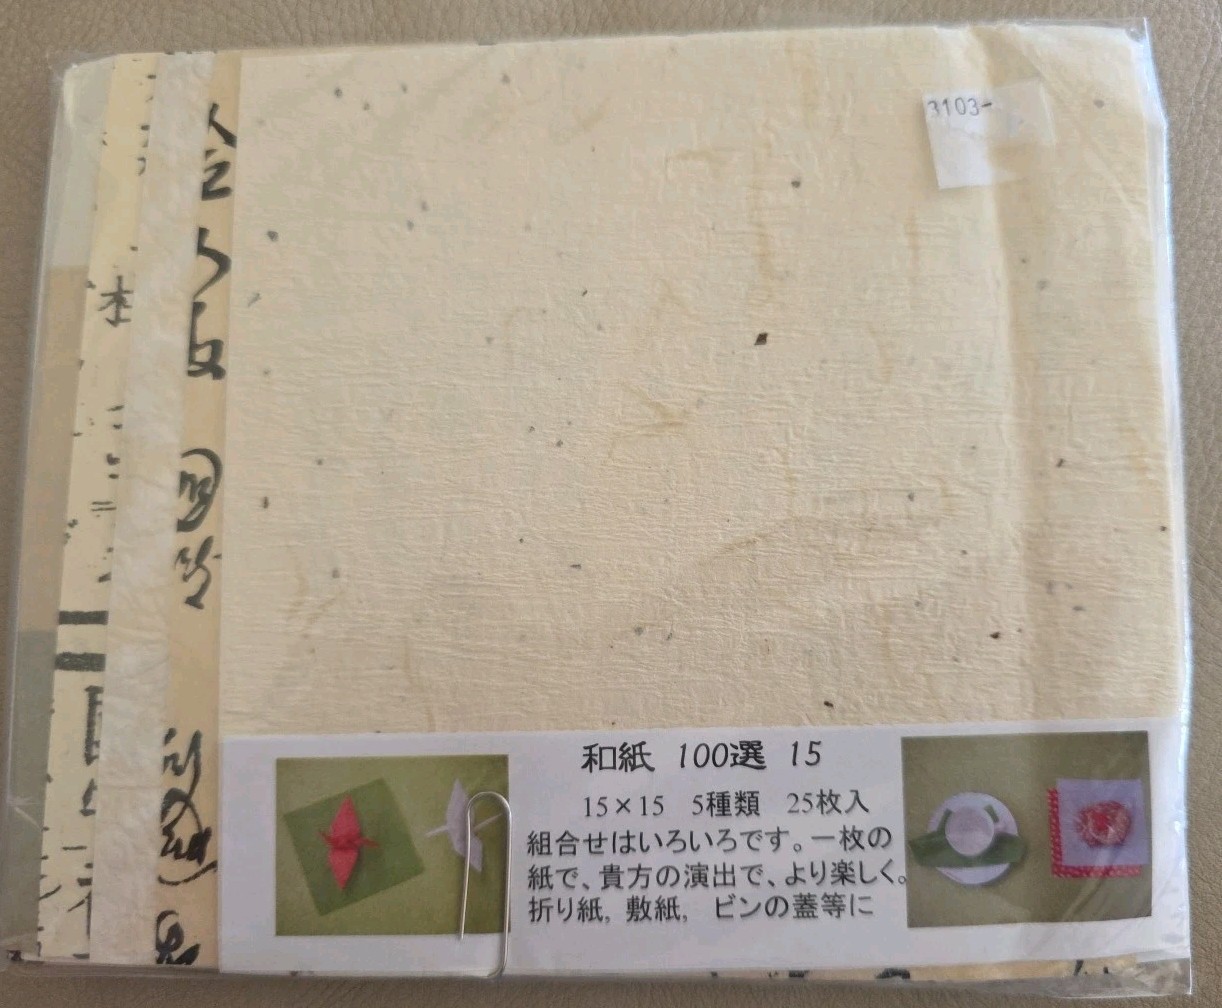 3103-
和紙 100選 15
15×15 5種類 25枚入
組合せはいろいろです。一枚の
紙で、貴方の演出で、より楽しく。
折り紙, 敷紙, ビンの蓋等に